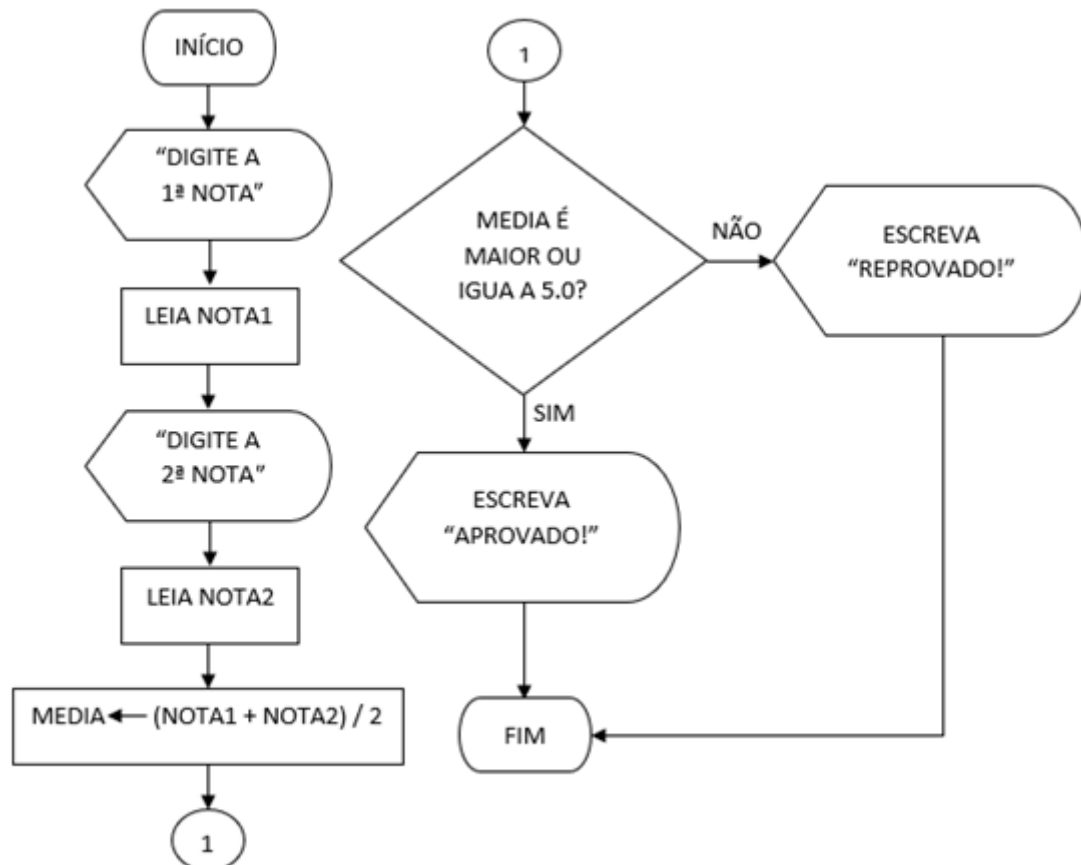 INÍCIO
“DIGITE A
1ª NOTA”
LEIA NOTA1
“DIGITE A
2ª NOTA”
LEIA NOTA2
MEDIA← (NOTA1 + NOTA2) / 2
1
1
MEDIA É
MAIOR OU
IGUA A 5.0?
NÃO
ESCREVA
“REPROVADO!”
SIM
ESCREVA
“APROVADO!”
FIM